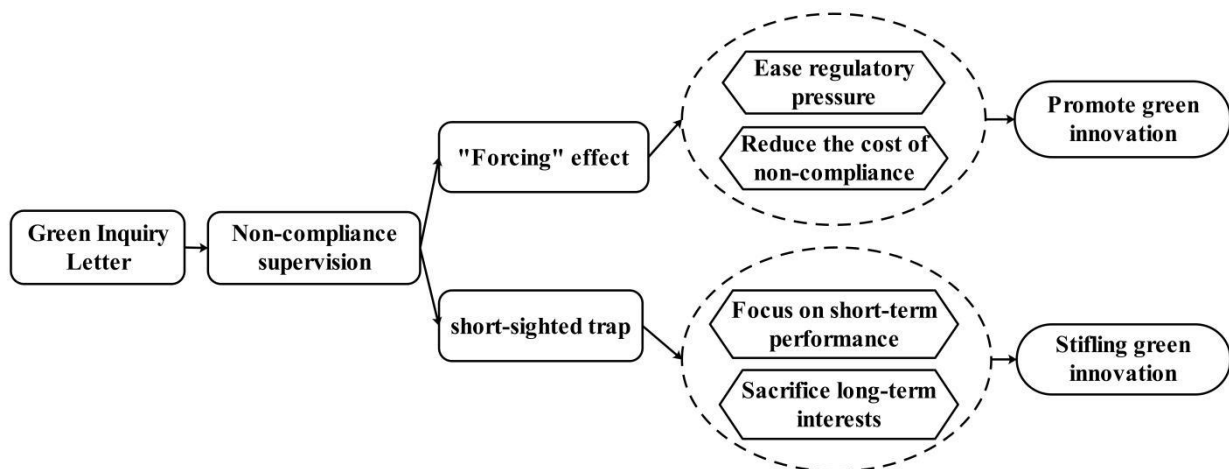 Green Inquiry
Letter
Non-compliance
supervision
"Forcing" effect
Ease regulatory
pressure
Reduce the cost of
non-compliance
Promote green
innovation
short-sighted trap
Focus on short-term
performance
Sacrifice long-term
interests
Stifling green
innovation